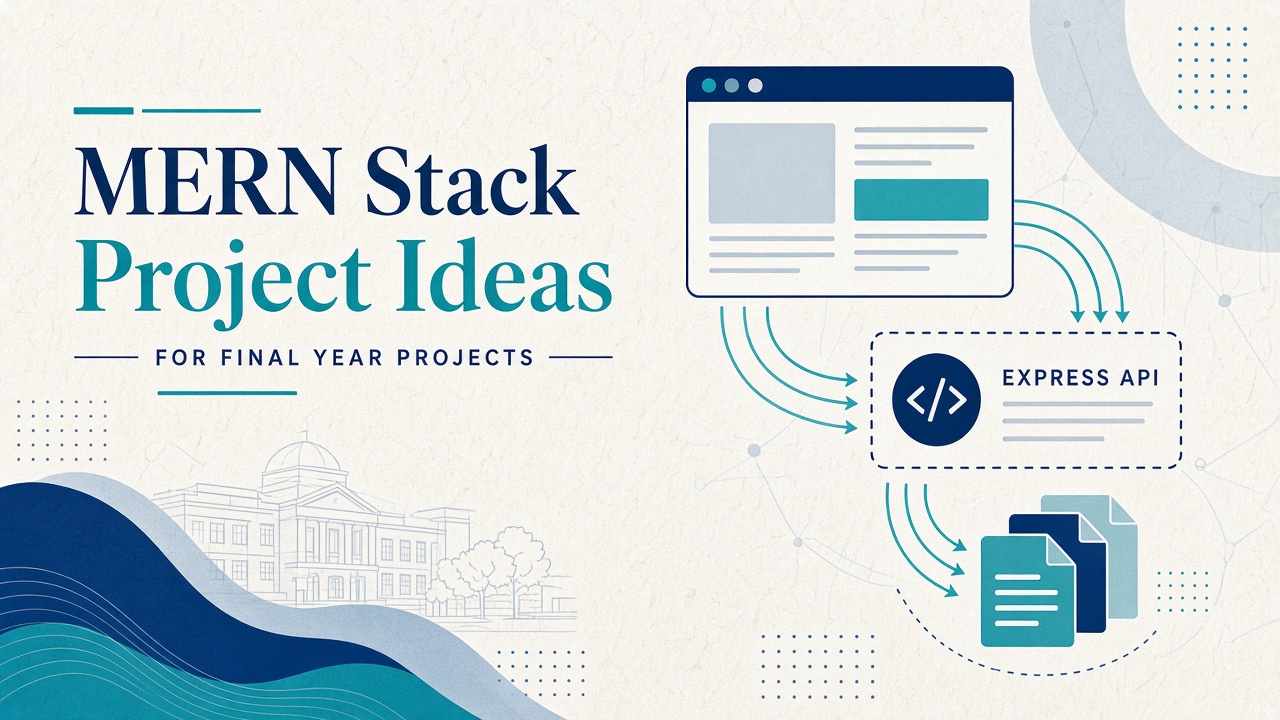 MERN Stack
Project Ideas
FOR FINAL YEAR PROJECTS
</> EXPRESS API